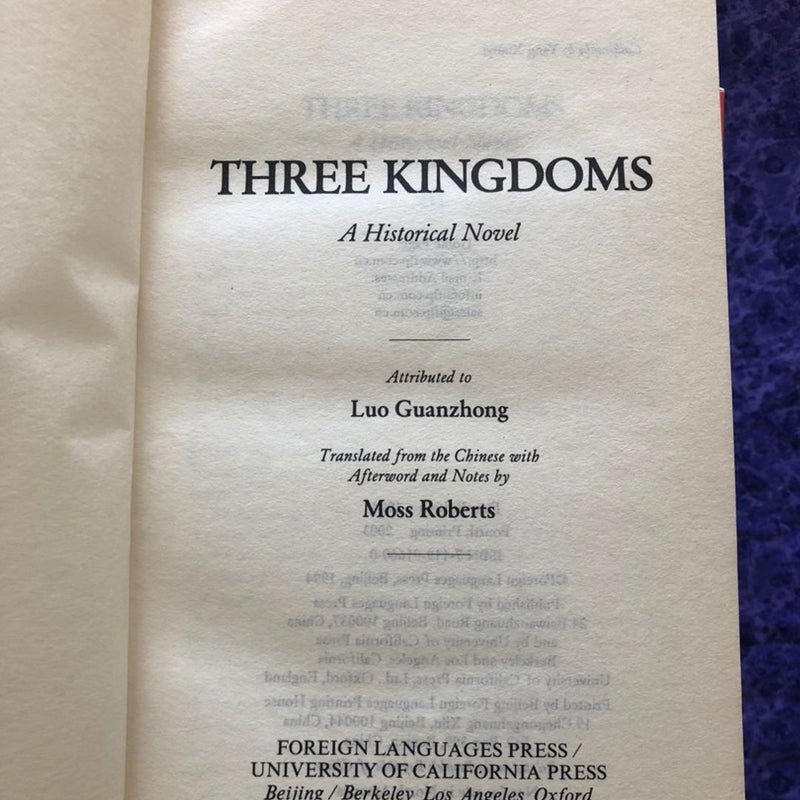 THREE KINGDOMS
A Historical Novel
Attributed to
Luo Guanzhong
Translated from the Chinese with
Afterword and Notes by
Moss Roberts
FOREIGN LANGUAGES PRESS /
UNIVERSITY OF CALIFORNIA PRESS
Beijing / Berkeley Los Angeles Oxford